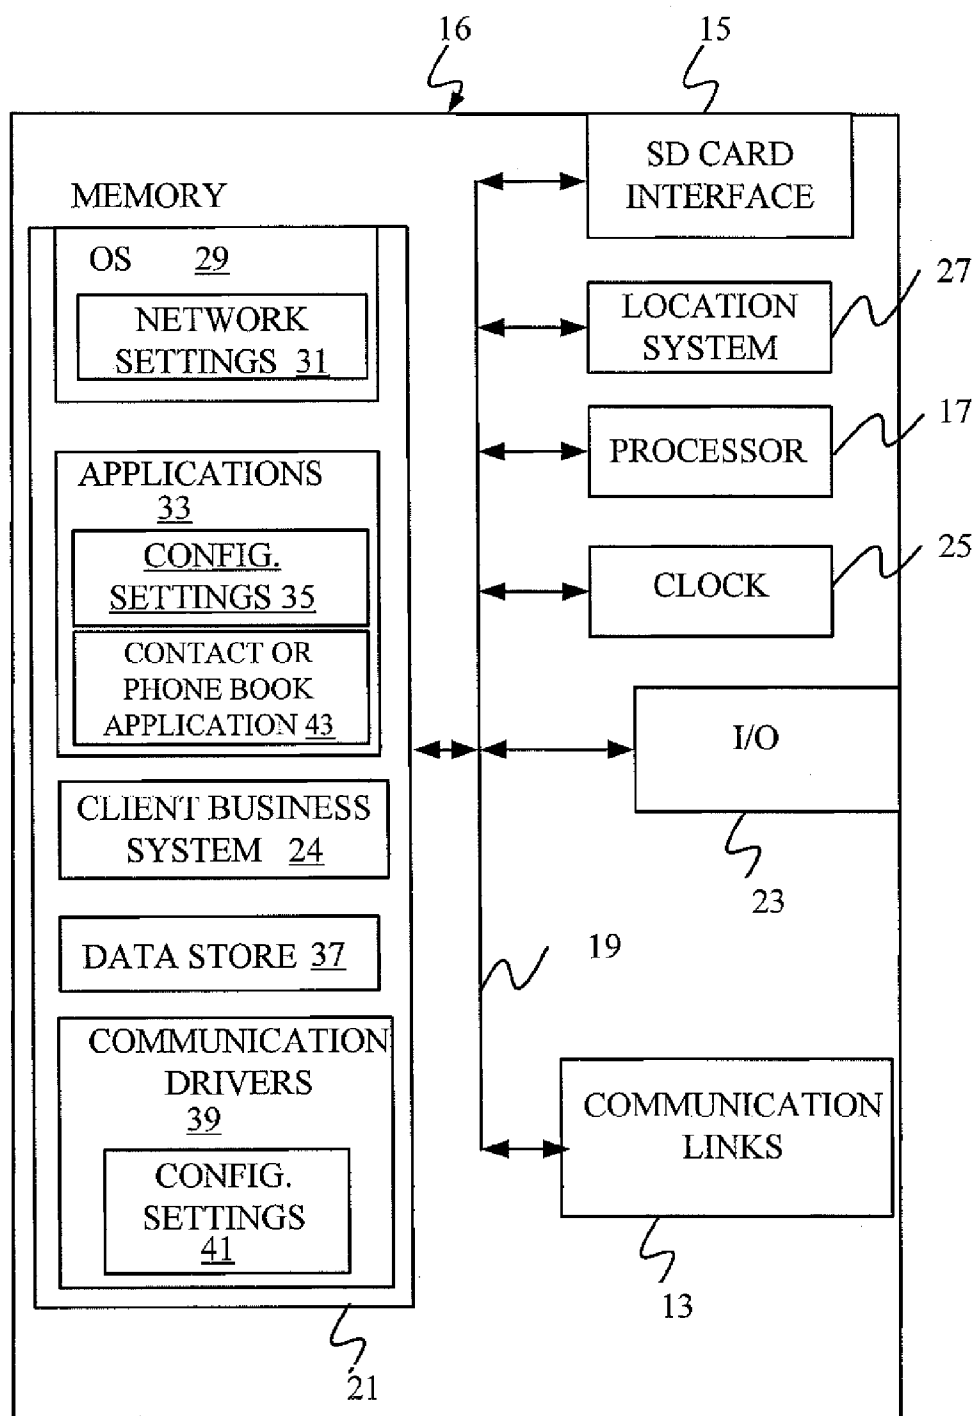 16
15
MEMORY
OS 29
NETWORK
SETTINGS 31
APPLICATIONS
33
CONFIG.
SETTINGS 35
CONTACT OR
PHONE BOOK
APPLICATION 43
CLIENT BUSINESS
SYSTEM 24
DATA STORE 37
COMMUNICATION
DRIVERS
39
CONFIG.
SETTINGS
41
21
SD CARD
INTERFACE
LOCATION
SYSTEM
27
PROCESSOR
17
CLOCK
25
I/O
23
19
COMMUNICATION
LINKS
13